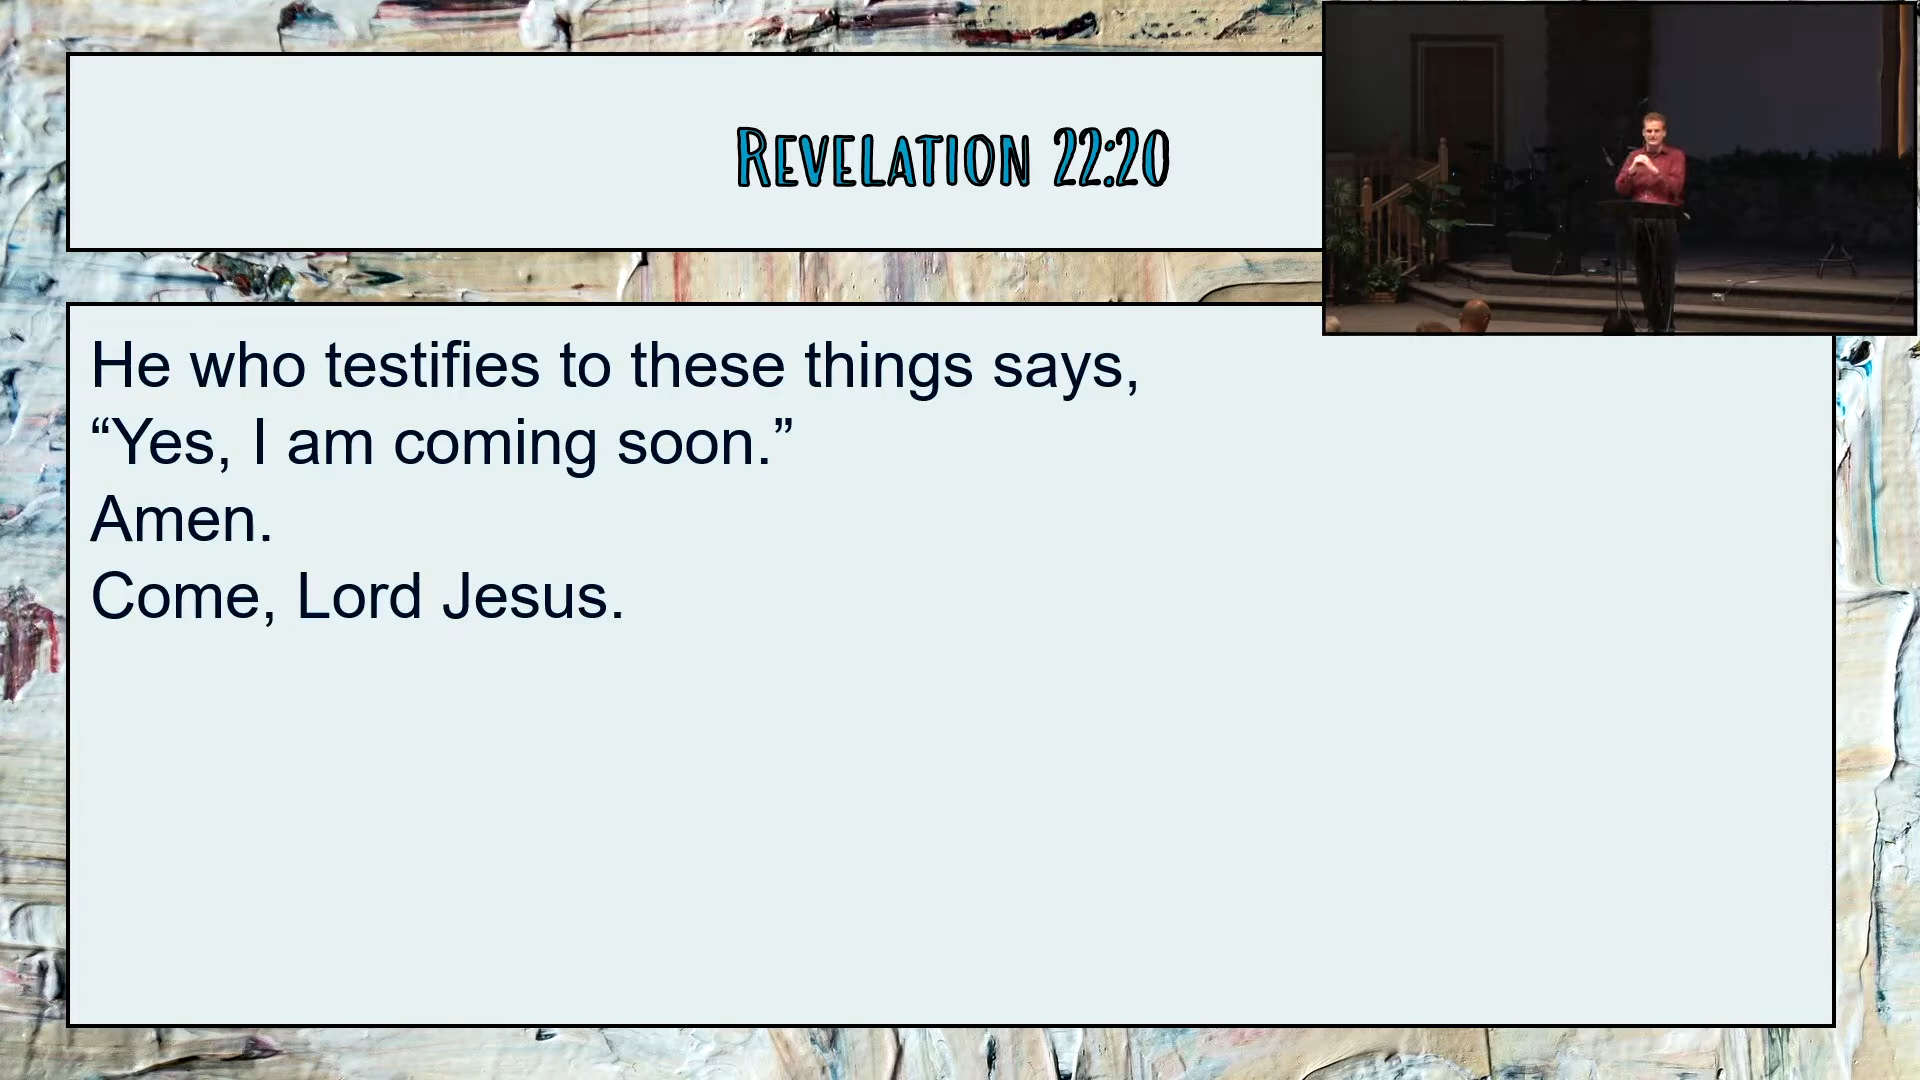 REVELATION 22:20
He who testifies to these things says,
“Yes, I am coming soon.”
Amen.
Come, Lord Jesus.